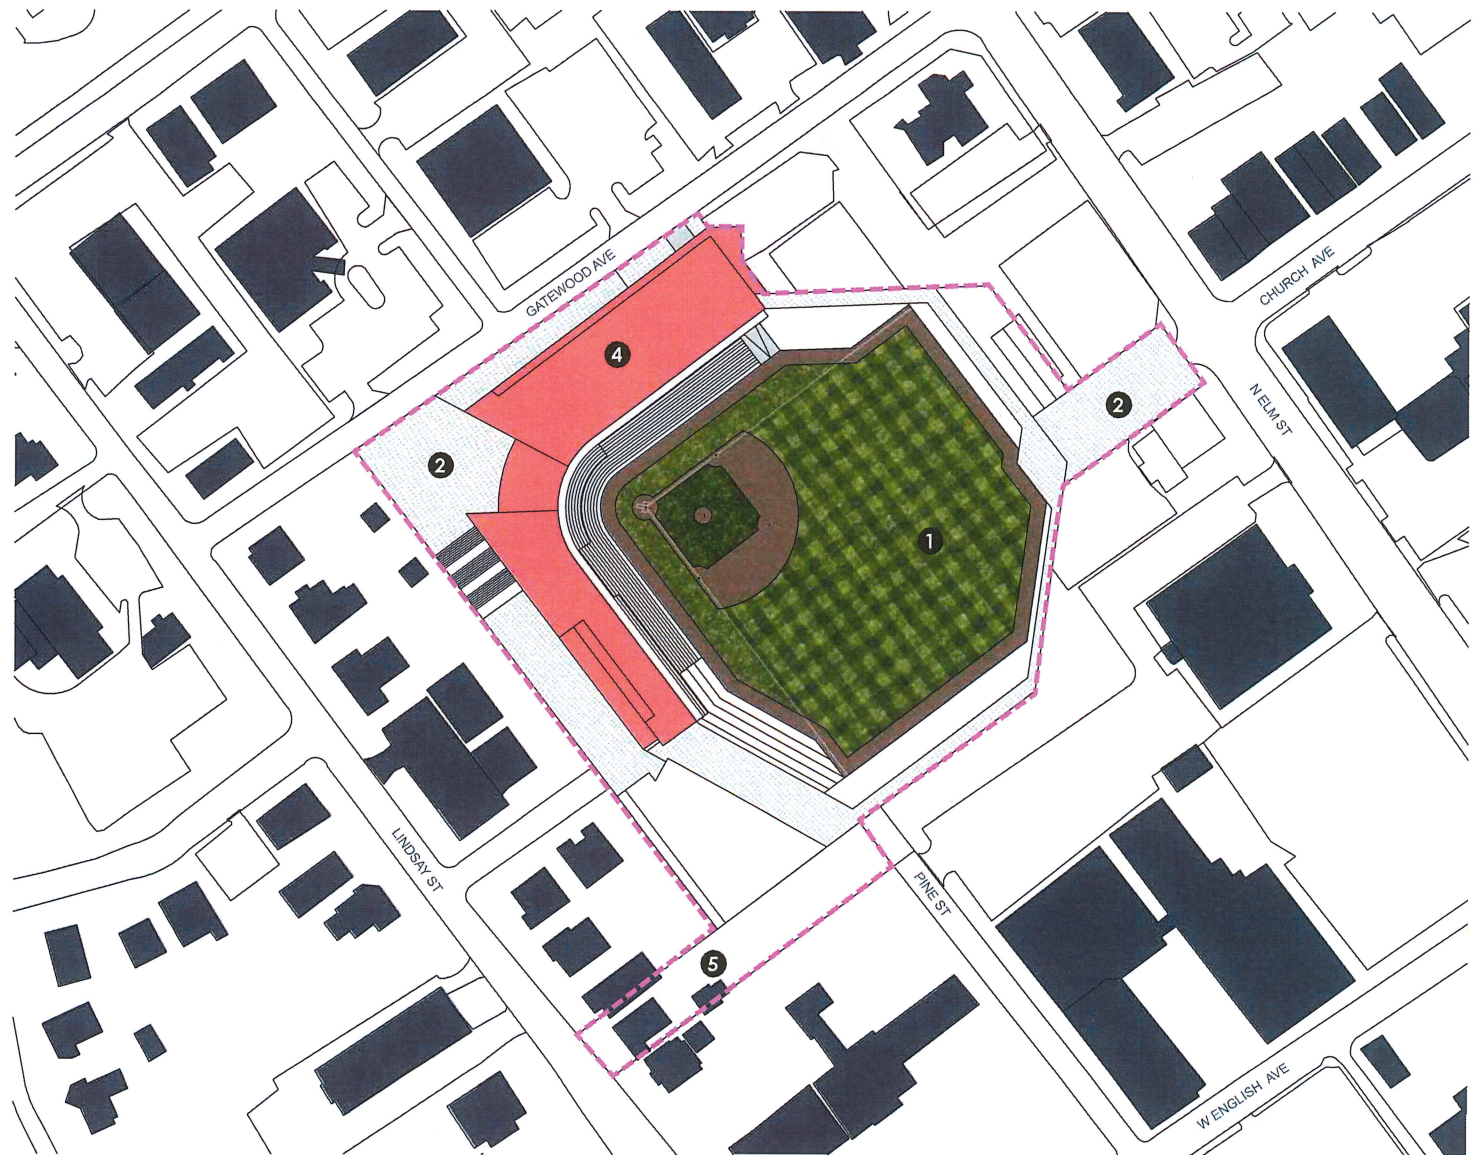 GATEWOOD AVE
CHURCH AVE
4
N ELM ST
2
2
1
LINDSAY ST
PINE ST
5
W ENGLISH AVE